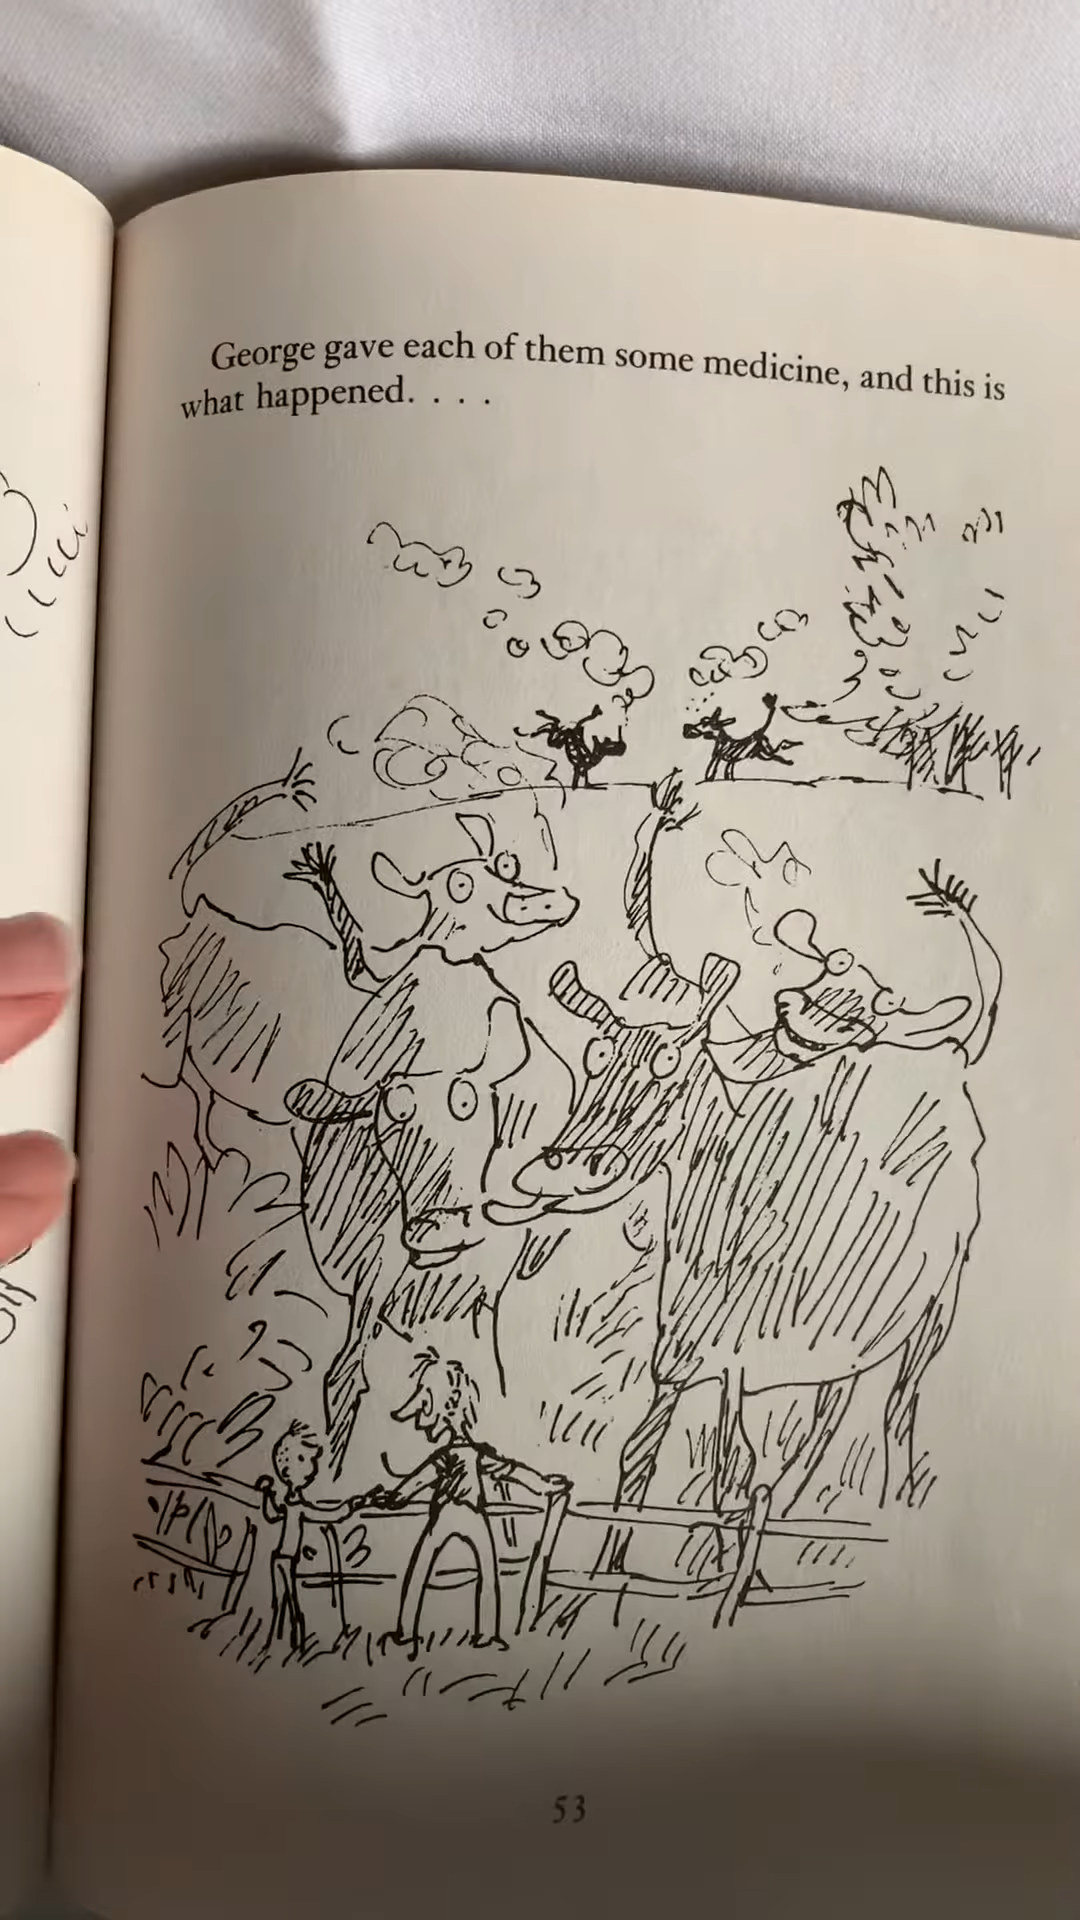 George gave each of them some medicine, and this is
what happened. . . .
53